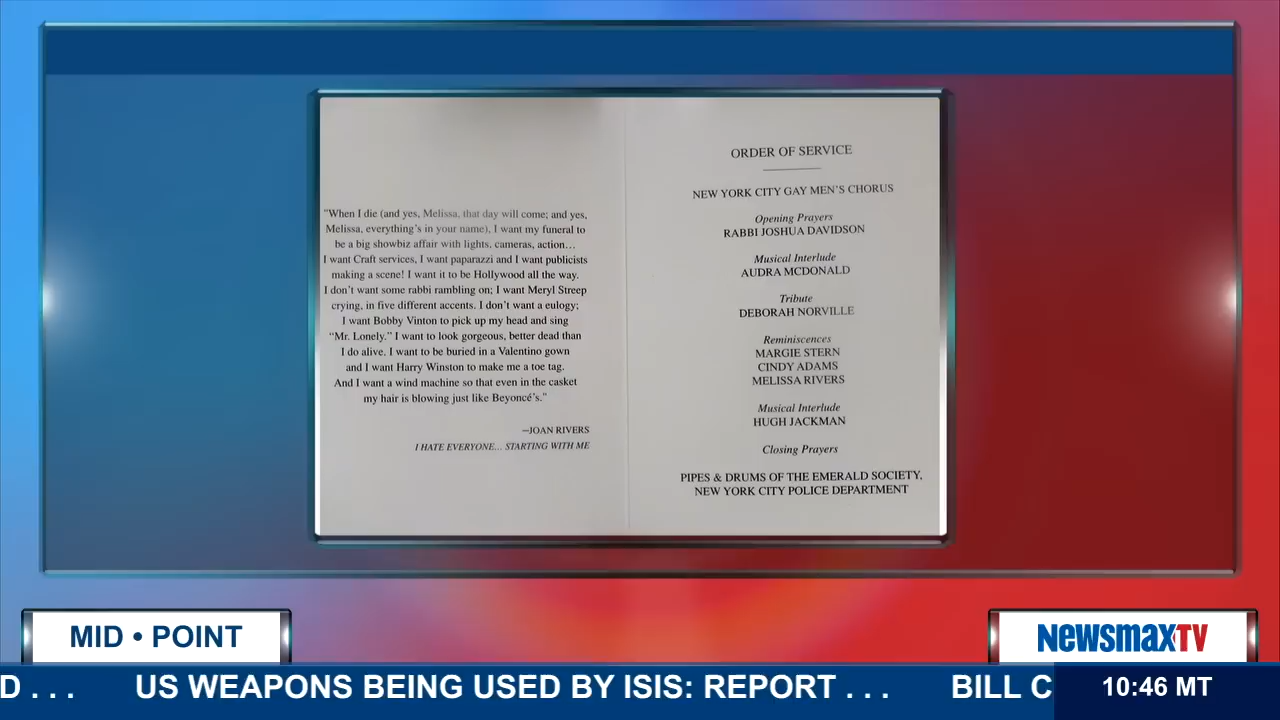 "When I die (and yes, Melissa, that day will come; and yes,
Melissa, everything's in your name), I want my funeral to
be a big showbiz affair with lights, cameras, action...
I want Craft services, I want paparazzi and I want publicists
making a scene! I want it to be Hollywood all the way.
I don't want some rabbi rambling on; I want Meryl Streep
crying, in five different accents. I don't want a eulogy;
I want Bobby Vinton to pick up my head and sing
“Mr. Lonely.” I want to look gorgeous, better dead than
I do alive. I want to be buried in a Valentino gown
and I want Harry Winston to make me a toe tag.
And I want a wind machine so that even in the casket
my hair is blowing just like Beyoncé's."
–JOAN RIVERS
I HATE EVERYONE... STARTING WITH ME
ORDER OF SERVICE
NEW YORK CITY GAY MEN'S CHORUS
Opening Prayers
RABBI JOSHUA DAVIDSON
Musical Interlude
AUDRA MCDONALD
Tribute
DEBORAH NORVILLE
Reminiscences
MARGIE STERN
CINDY ADAMS
MELISSA RIVERS
Musical Interlude
HUGH JACKMAN
Closing Prayers
PIPES & DRUMS OF THE EMERALD SOCIETY,
NEW YORK CITY POLICE DEPARTMENT
MID • POINT
NEWSMAXTV
D . . . US WEAPONS BEING USED BY ISIS: REPORT . . . BILL C
10:46 MT